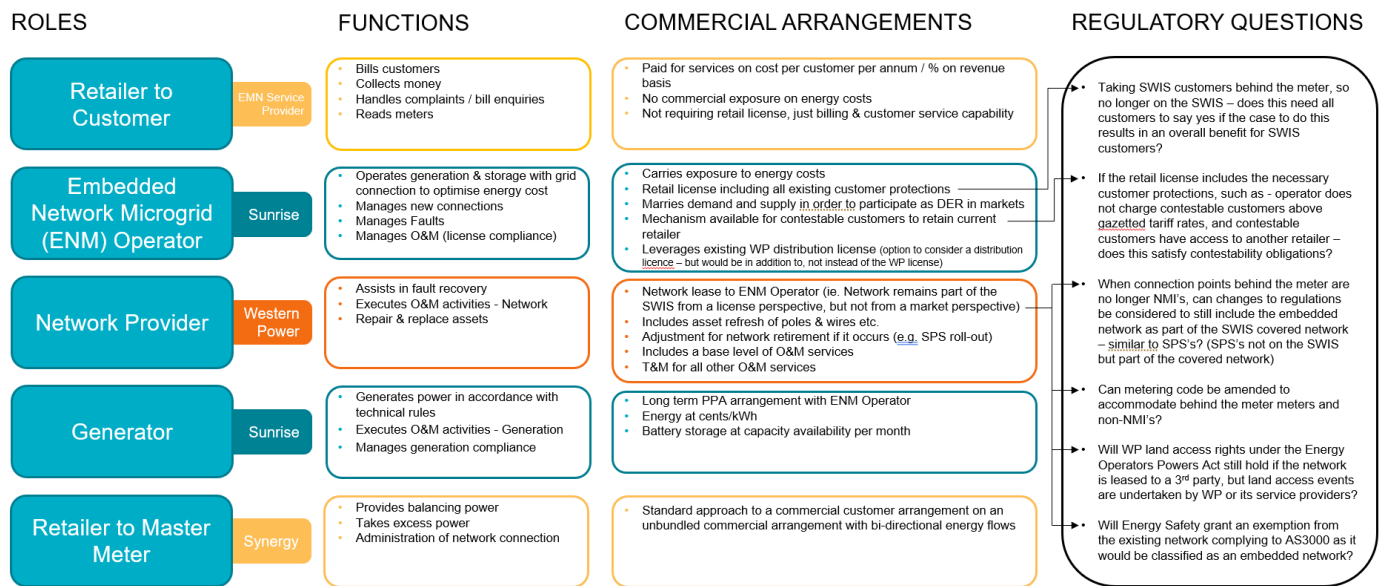 ROLES
FUNCTIONS
COMMERCIAL ARRANGEMENTS
REGULATORY QUESTIONS
Retailer to
Customer
EMN Service
Provider
• Bills customers
• Collects money
• Handles complaints / bill enquiries
• Reads meters
• Paid for services on cost per customer per annum / % on revenue
basis
• No commercial exposure on energy costs
• Not requiring retail license, just billing & customer service capability
Embedded
Network Microgrid
(ENM) Operator
Sunrise
• Operates generation & storage with grid
connection to optimise energy cost
• Manages new connections
• Manages Faults
• Manages O&M (license compliance)
• Carries exposure to energy costs
• Retail license including all existing customer protections
• Marries demand and supply in order to participate as DER in markets
• Mechanism available for contestable customers to retain current
retailer
• Leverages existing WP distribution license (option to consider a distribution
licence – but would be in addition to, not instead of the WP license)
Network Provider
Western
Power
• Assists in fault recovery
• Executes O&M activities - Network
• Repair & replace assets
• Network lease to ENM Operator (ie. Network remains part of the
SWIS from a license perspective, but not from a market perspective)
• Includes asset refresh of poles & wires etc.
• Adjustment for network retirement if it occurs (e.g. SPS roll-out)
• Includes a base level of O&M services
• T&M for all other O&M services
Generator
Sunrise
• Generates power in accordance with
technical rules
• Executes O&M activities - Generation
• Manages generation compliance
• Long term PPA arrangement with ENM Operator
• Energy at cents/kWh
• Battery storage at capacity availability per month
Retailer to Master
Meter
Synergy
• Provides balancing power
• Takes excess power
• Administration of network connection
• Standard approach to a commercial customer arrangement on an
unbundled commercial arrangement with bi-directional energy flows
• Taking SWIS customers behind the meter, so
no longer on the SWIS – does this need all
customers to say yes if the case to do this
results in an overall benefit for SWIS
customers?
• If the retail license includes the necessary
customer protections, such as - operator does
not charge contestable customers above
gazetted tariff rates, and contestable
customers have access to another retailer –
does this satisfy contestability obligations?
• When connection points behind the meter are
no longer NMI's, can changes to regulations
be considered to still include the embedded
network as part of the SWIS covered network
– similar to SPS's? (SPS's not on the SWIS
but part of the covered network)
• Can metering code be amended to
accommodate behind the meter meters and
non-NMI's?
• Will WP land access rights under the Energy
Operators Powers Act still hold if the network
is leased to a 3rd party, but land access events
are undertaken by WP or its service providers?
• Will Energy Safety grant an exemption from
the existing network complying to AS3000 as it
would be classified as an embedded network?